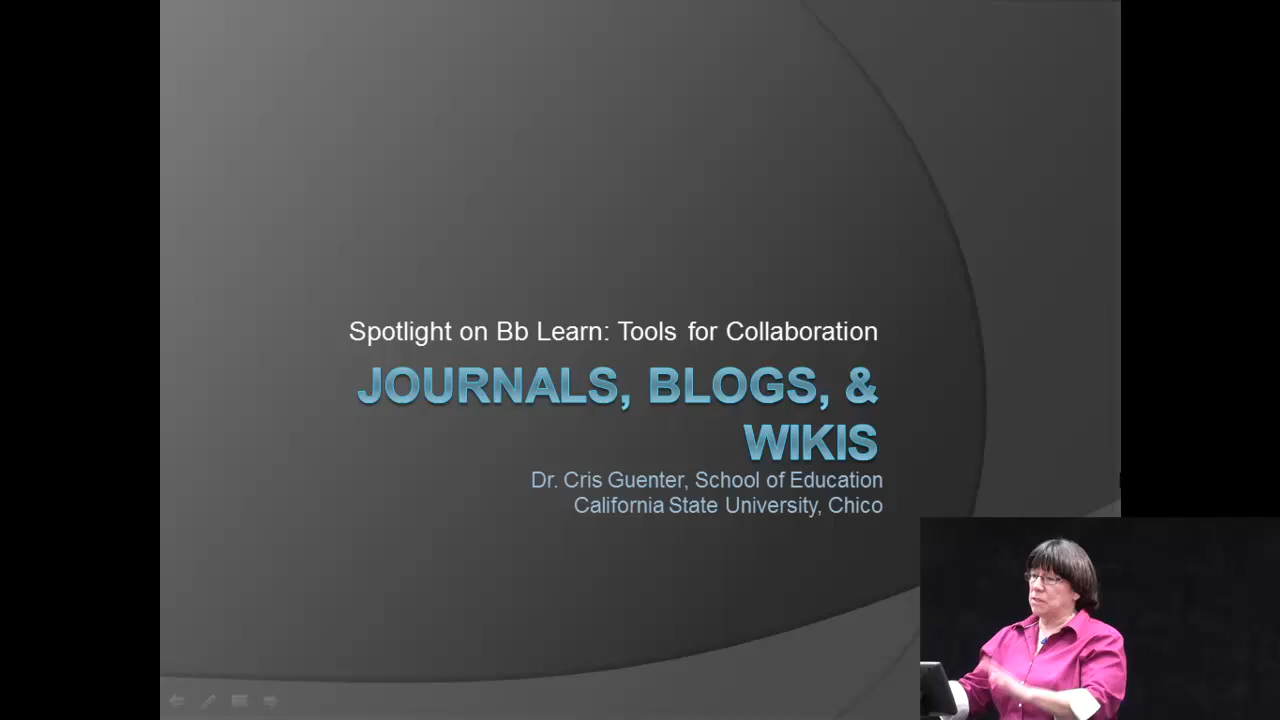 Spotlight on Bb Learn: Tools for Collaboration
JOURNALS, BLOGS, &
WIKIS
Dr. Cris Guenter, School of Education
California State University, Chico